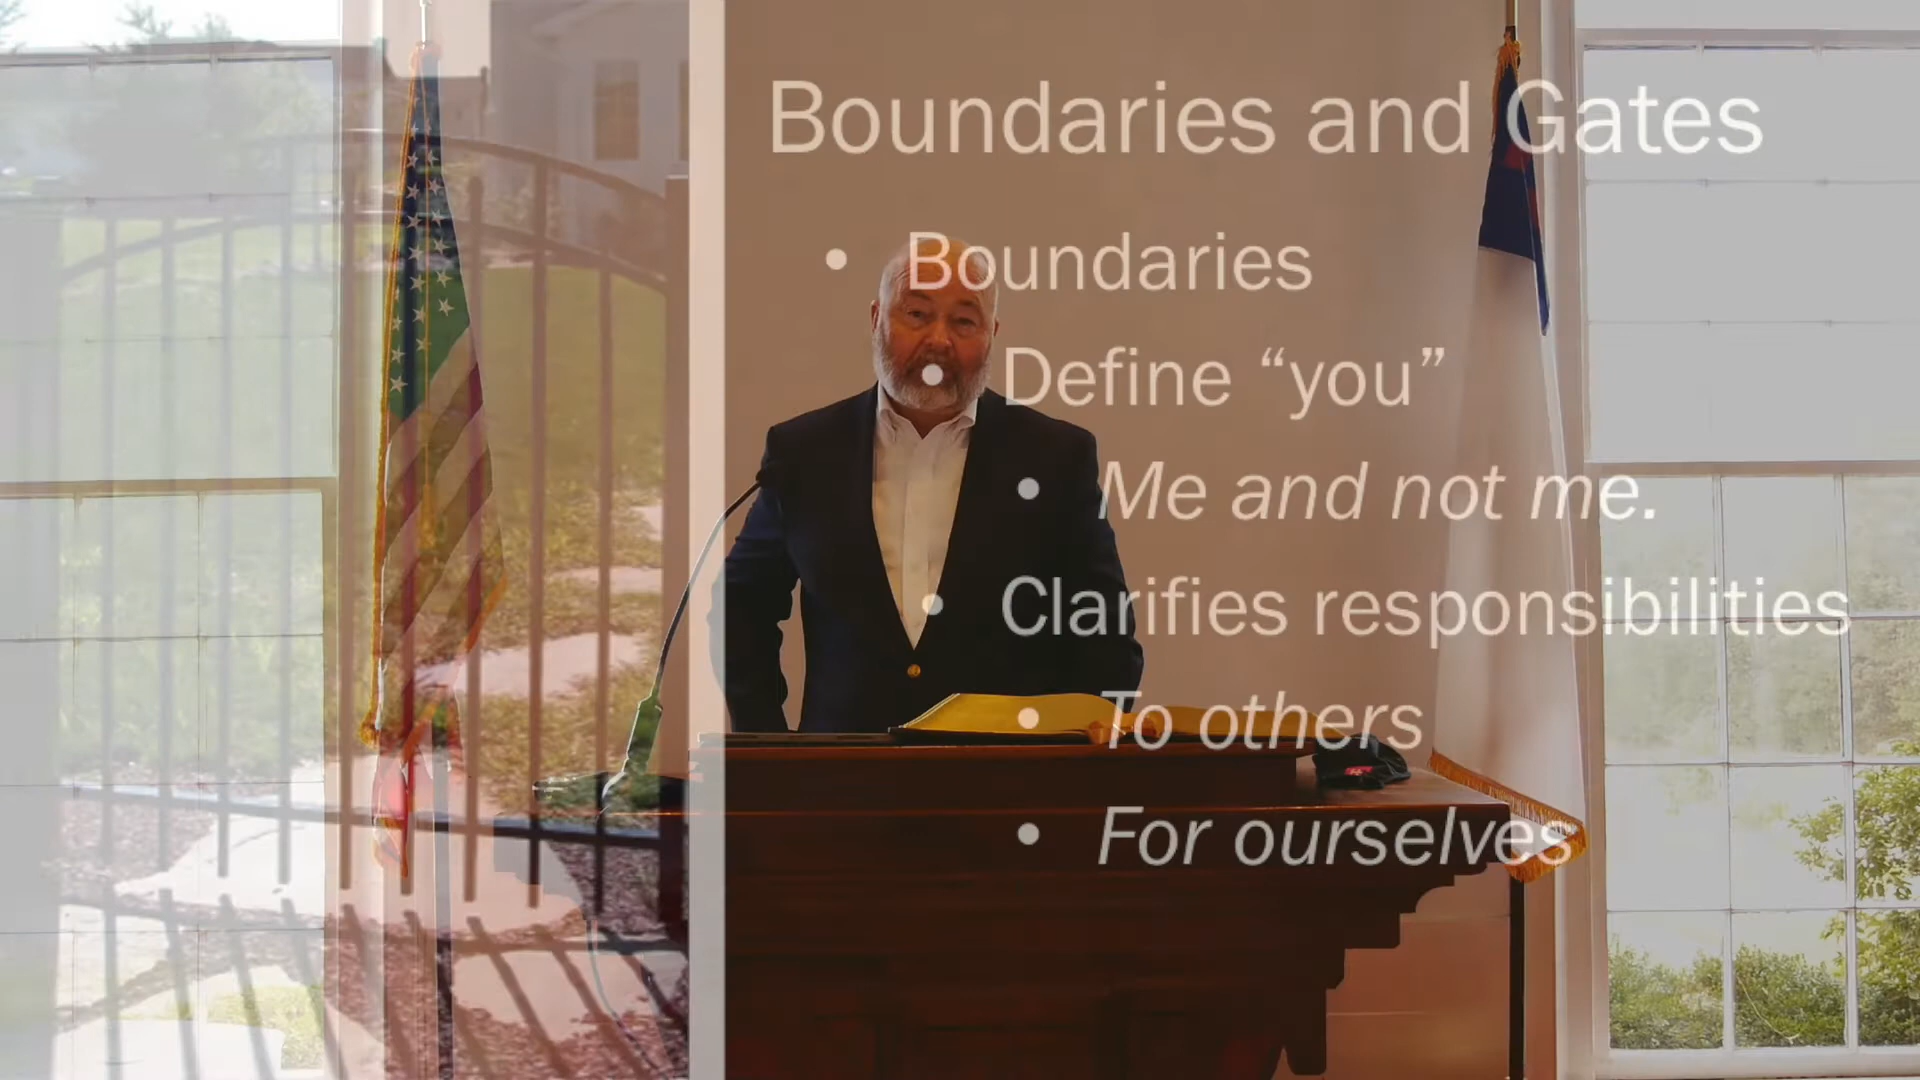 Boundaries and Gates
• Boundaries
• Define “you”
• Me and not me.
• Clarifies responsibilities
• To others
• For ourselves